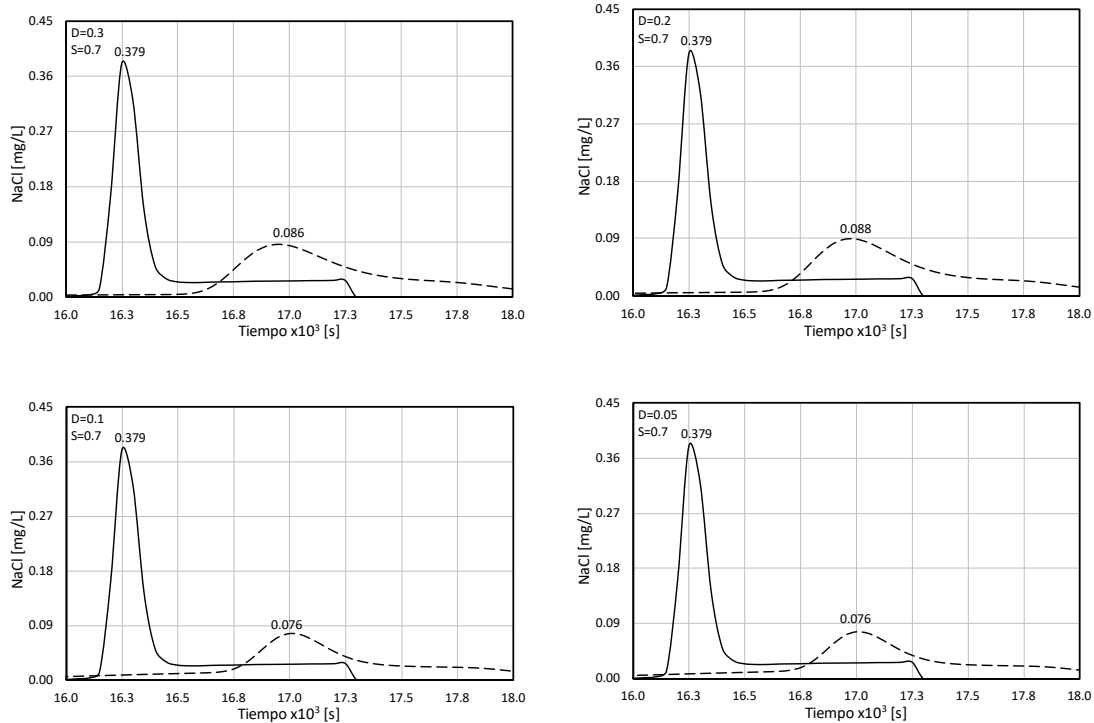 D=0.3
S=0.7
0.379
0.086
0.45
0.36
0.27
0.18
0.09
0.00
NaCl [mg/L]
16.0 16.3 16.5 16.8 17.0 17.3 17.5 17.8 18.0
Tiempo x10³ [s]
D=0.2
S=0.7
0.379
0.088
0.45
0.36
0.27
0.18
0.09
0.00
NaCl [mg/L]
16.0 16.3 16.5 16.8 17.0 17.3 17.5 17.8 18.0
Tiempo x10³ [s]
D=0.1
S=0.7
0.379
0.076
0.45
0.36
0.27
0.18
0.09
0.00
NaCl [mg/L]
16.0 16.3 16.5 16.8 17.0 17.3 17.5 17.8 18.0
Tiempo x10³ [s]
D=0.05
S=0.7
0.379
0.076
0.45
0.36
0.27
0.18
0.09
0.00
NaCl [mg/L]
16.0 16.3 16.5 16.8 17.0 17.3 17.5 17.8 18.0
Tiempo x10³ [s]